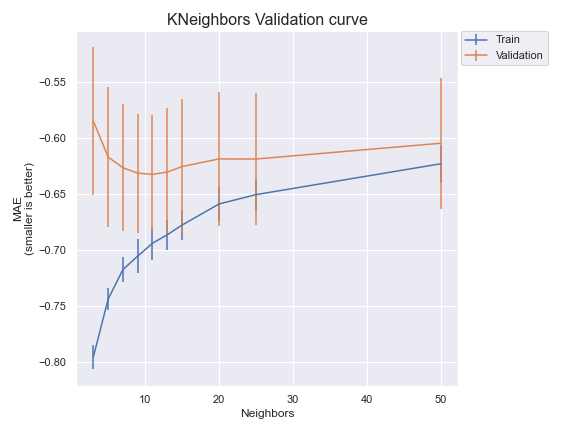 KNeighbors Validation curve
Train
Validation
−0.55
−0.60
−0.65
−0.70
−0.75
−0.80
MAE
(smaller is better)
10
20
30
40
50
Neighbors